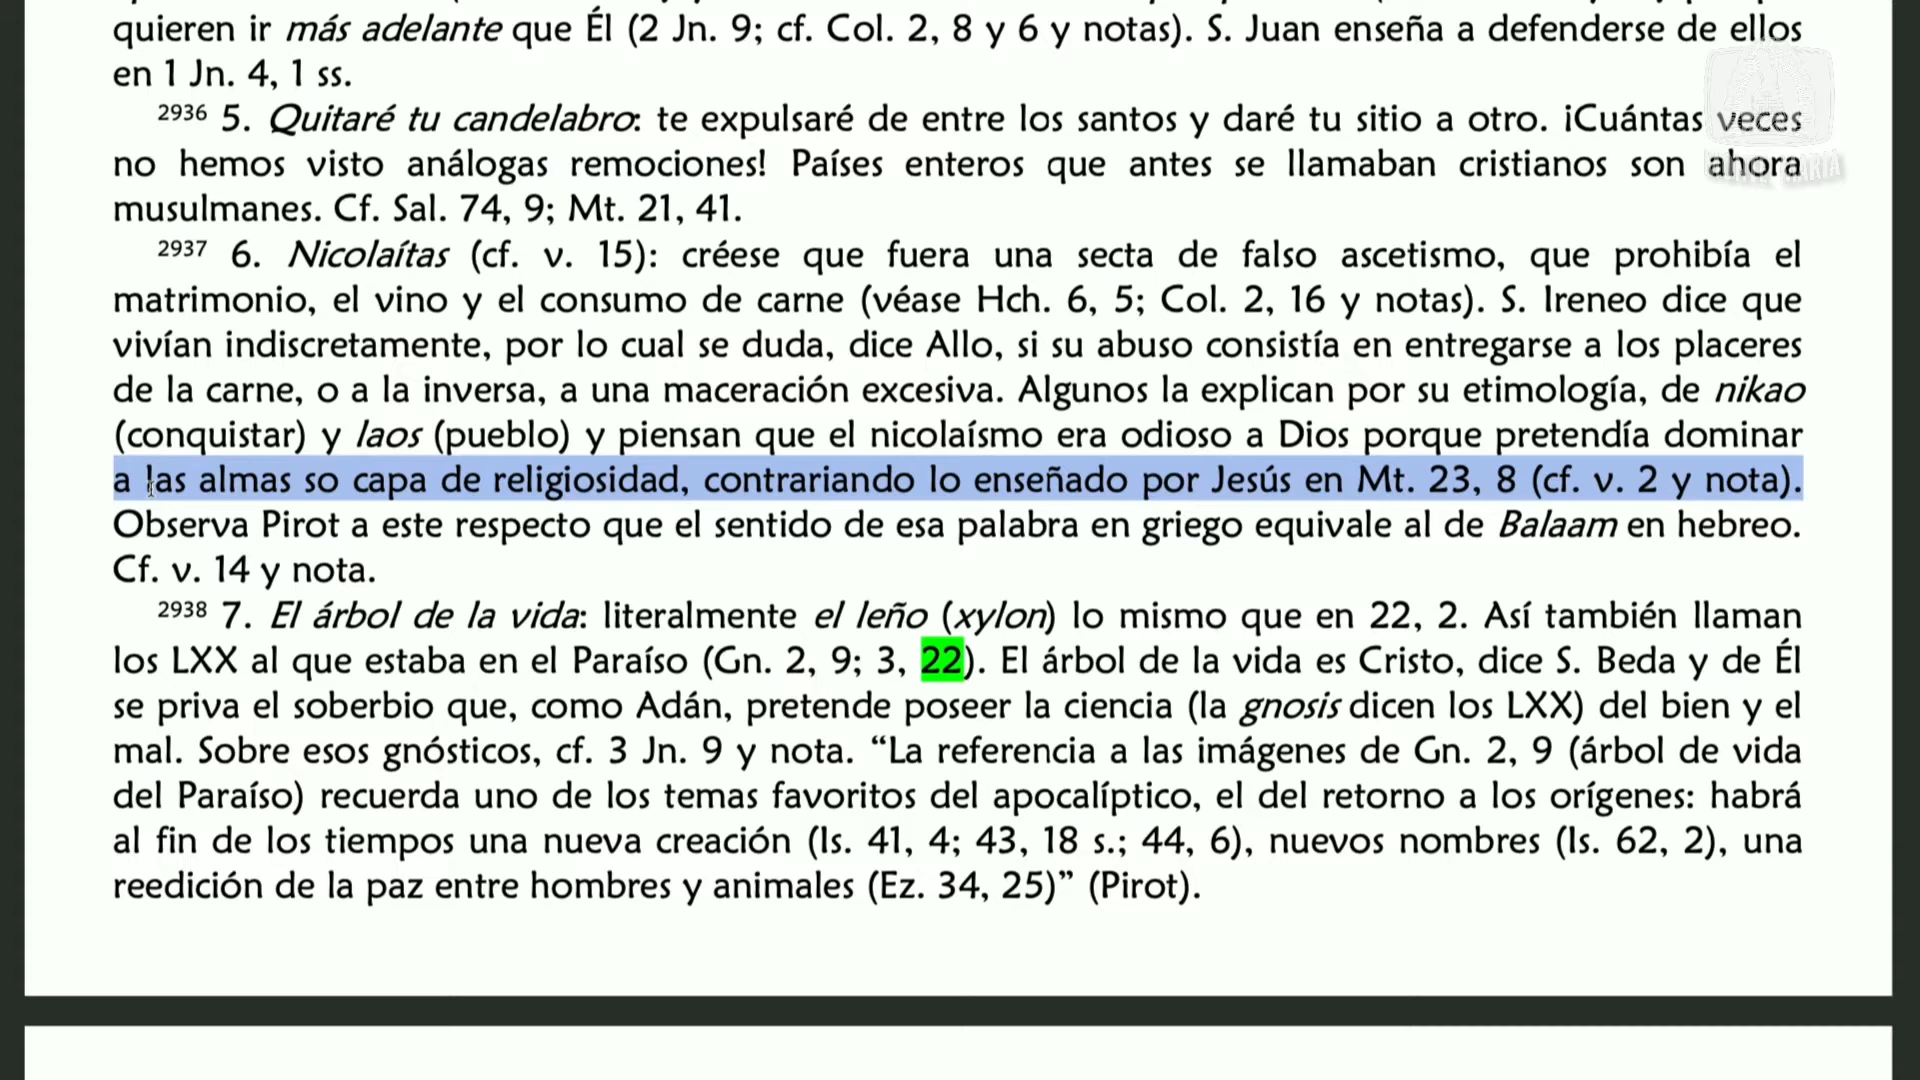 quieren ir más adelante que Él (2 Jn. 9; cf. Col. 2, 8 y 6 y notas). S. Juan enseña a defenderse de ellos
en 1 Jn. 4, 1 ss.
2936 5. Quitaré tu candelabro: te expulsaré de entre los santos y daré tu sitio a otro. ¡Cuántas veces
no hemos visto análogas remociones! Países enteros que antes se llamaban cristianos son ahora
musulmanes. Cf. Sal. 74, 9; Mt. 21, 41.
2937 6. Nicolaítas (cf. v. 15): créese que fuera una secta de falso ascetismo, que prohibía el
matrimonio, el vino y el consumo de carne (véase Hch. 6, 5; Col. 2, 16 y notas). S. Ireneo dice que
vivían indiscretamente, por lo cual se duda, dice Allo, si su abuso consistía en entregarse a los placeres
de la carne, o a la inversa, a una maceración excesiva. Algunos la explican por su etimología, de nikao
(conquistar) y laos (pueblo) y piensan que el nicolaísmo era odioso a Dios porque pretendía dominar
a las almas so capa de religiosidad, contrariando lo enseñado por Jesús en Mt. 23, 8 (cf. v. 2 y nota).
Observa Pirot a este respecto que el sentido de esa palabra en griego equivale al de Balaam en hebreo.
Cf. v. 14 y nota.
2938 7. El árbol de la vida: literalmente el leño (xylon) lo mismo que en 22, 2. Así también llaman
los LXX al que estaba en el Paraíso (Gn. 2, 9; 3, 22). El árbol de la vida es Cristo, dice S. Beda y de Él
se priva el soberbio que, como Adán, pretende poseer la ciencia (la gnosis dicen los LXX) del bien y el
mal. Sobre esos gnósticos, cf. 3 Jn. 9 y nota. “La referencia a las imágenes de Gn. 2, 9 (árbol de vida
del Paraíso) recuerda uno de los temas favoritos del apocalíptico, el del retorno a los orígenes: habrá
al fin de los tiempos una nueva creación (Is. 41, 4; 43, 18 s.; 44, 6), nuevos nombres (Is. 62, 2), una
reedición de la paz entre hombres y animales (Ez. 34, 25)” (Pirot).